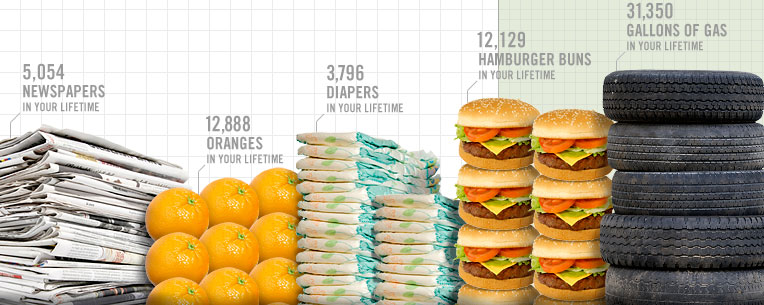 5,054
NEWSPAPERS
IN YOUR LIFETIME
12,888
ORANGES
IN YOUR LIFETIME
3,796
DIAPERS
IN YOUR LIFETIME
12,129
HAMBURGER BUNS
IN YOUR LIFETIME
31,350
GALLONS OF GAS
IN YOUR LIFETIME